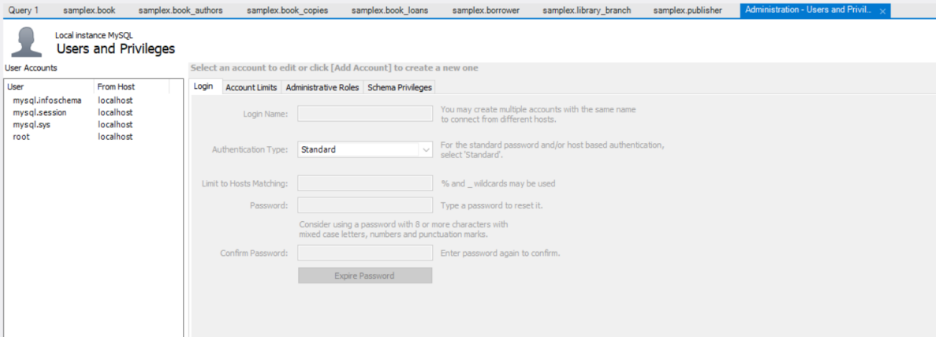 Query 1 samplex.book samplex.book_authors samplex.book_copies samplex.book_loans samplex.borrower samplex.library_branch samplex.publisher Administration - Users and Privil.. ×
Local instance MySQL
Users and Privileges
User Accounts
User From Host
mysql.infoschema localhost
mysql.session localhost
mysql.sys localhost
root localhost
Select an account to edit or click [Add Account] to create a new one
Login Account Limits Administrative Roles Schema Privileges
Login Name: You may create multiple accounts with the same name
to connect from different hosts.
Authentication Type: Standard For the standard password and/or host based authentication,
select 'Standard'.
Limit to Hosts Matching: % and _ wildcards may be used
Password: Type a password to reset it.
Consider using a password with 8 or more characters with
mixed case letters, numbers and punctuation marks.
Confirm Password: Enter password again to confirm.
Expire Password